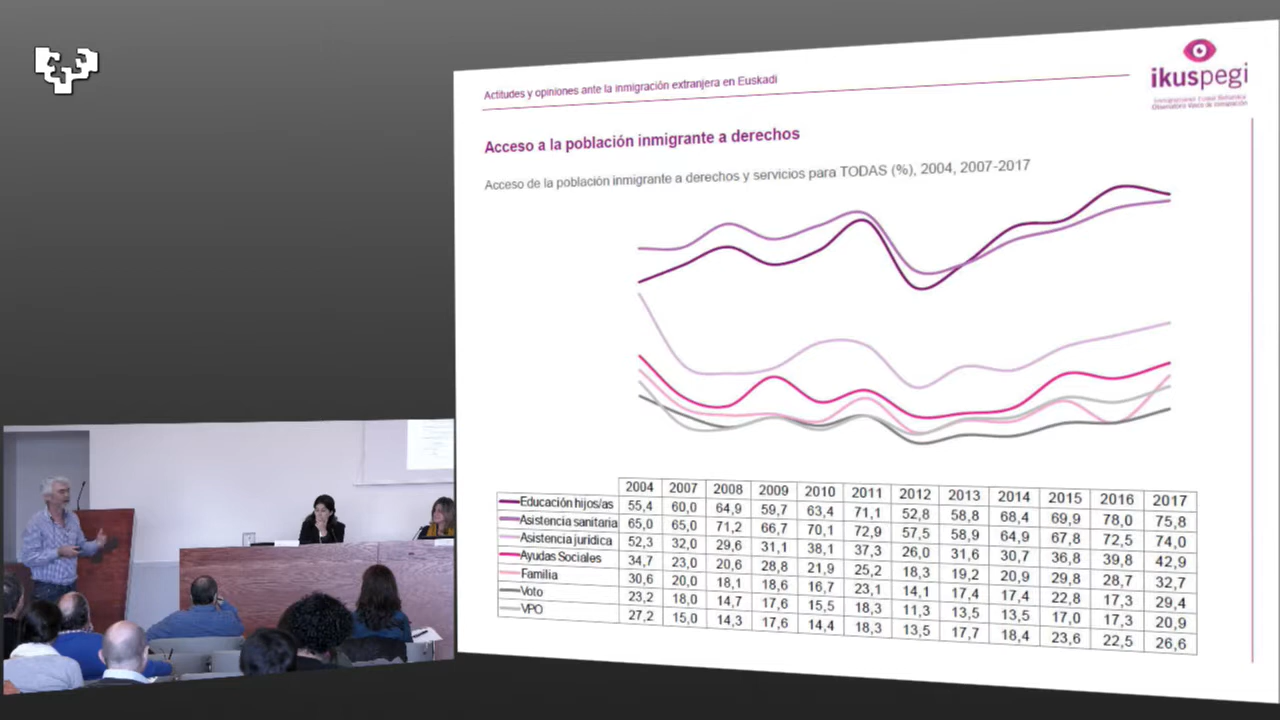 Actitudes y opiniones ante la inmigración extranjera en Euskadi
ikuspegi
Observatorio Vasco de Inmigración
Acceso a la población inmigrante a derechos
Acceso de la población inmigrante a derechos y servicios para TODAS (%), 2004, 2007-2017
2004 2007 2008 2009 2010 2011 2012 2013 2014 2015 2016 2017
Educación hijos/as 55,4 60,0 64,9 59,7 63,4 71,1 52,8 58,8 68,4 69,9 78,0 75,8
Asistencia sanitaria 65,0 65,0 71,2 66,7 70,1 72,9 57,5 58,9 64,9 67,8 72,5 74,0
Asistencia jurídica 52,3 32,0 29,6 31,1 38,1 37,3 26,0 31,6 30,7 36,8 39,8 42,9
Ayudas Sociales 34,7 23,0 20,6 28,8 21,9 25,2 18,3 19,2 20,9 29,8 28,7 32,7
Familia 30,6 20,0 18,1 18,6 16,7 23,1 14,1 17,4 17,4 22,8 17,3 29,4
Voto 23,2 18,0 14,7 17,6 15,5 18,3 11,3 13,5 13,5 17,0 17,3 20,9
VPO 27,2 15,0 14,3 17,6 14,4 18,3 13,5 17,7 18,4 23,6 22,5 26,6